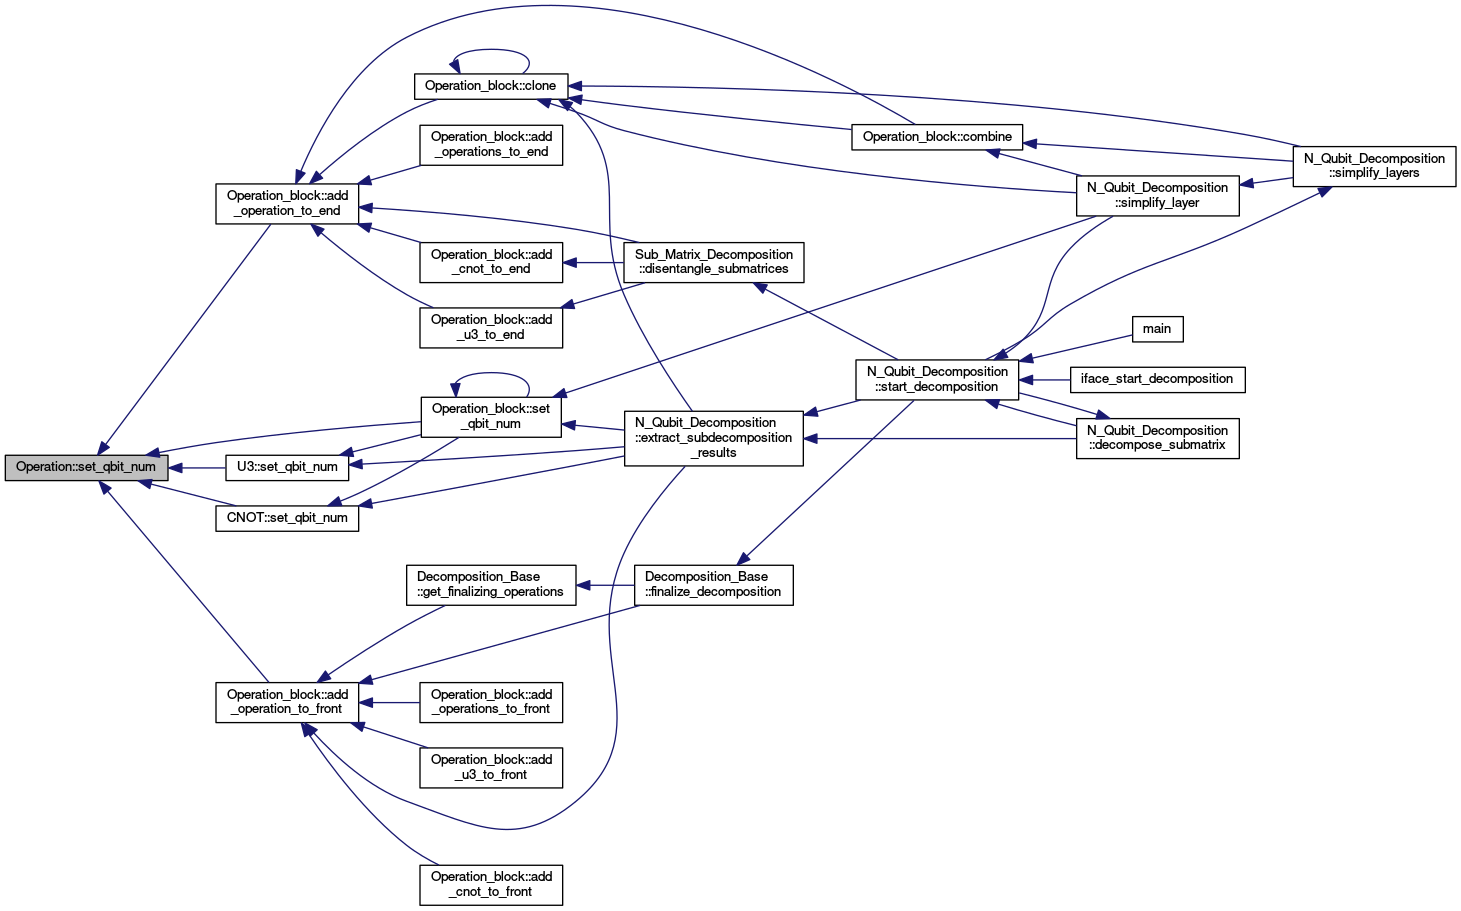 Operation::set_qbit_num
Operation_block::add
_operation_to_end
Operation_block::clone
Operation_block::add
_operations_to_end
Operation_block::add
_cnot_to_end
Operation_block::add
_u3_to_end
Operation_block::set
_qbit_num
U3::set_qbit_num
CNOT::set_qbit_num
Operation_block::add
_operation_to_front
Decomposition_Base
::get_finalizing_operations
Operation_block::add
_operations_to_front
Operation_block::add
_u3_to_front
Operation_block::add
_cnot_to_front
Sub_Matrix_Decomposition
::disentangle_submatrices
N_Qubit_Decomposition
::extract_subdecomposition
_results
Decomposition_Base
::finalize_decomposition
Operation_block::combine
N_Qubit_Decomposition
::start_decomposition
N_Qubit_Decomposition
::simplify_layer
main
iface_start_decomposition
N_Qubit_Decomposition
::decompose_submatrix
N_Qubit_Decomposition
::simplify_layers